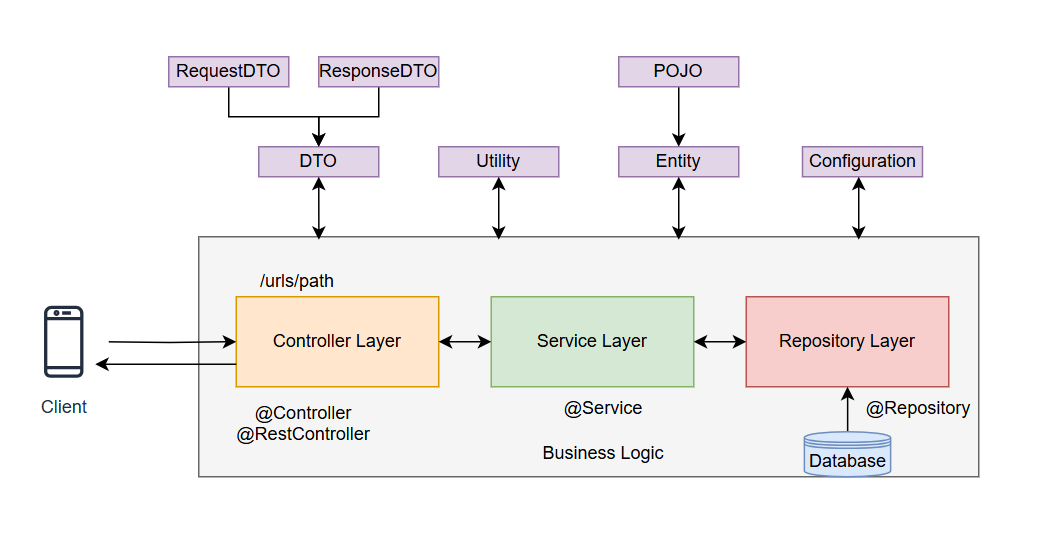 RequestDTO
ResponseDTO
POJO
DTO
Utility
Entity
Configuration
/urls/path
Controller Layer
Service Layer
Repository Layer
Client
@Controller
@RestController
@Service
@Repository
Business Logic
Database